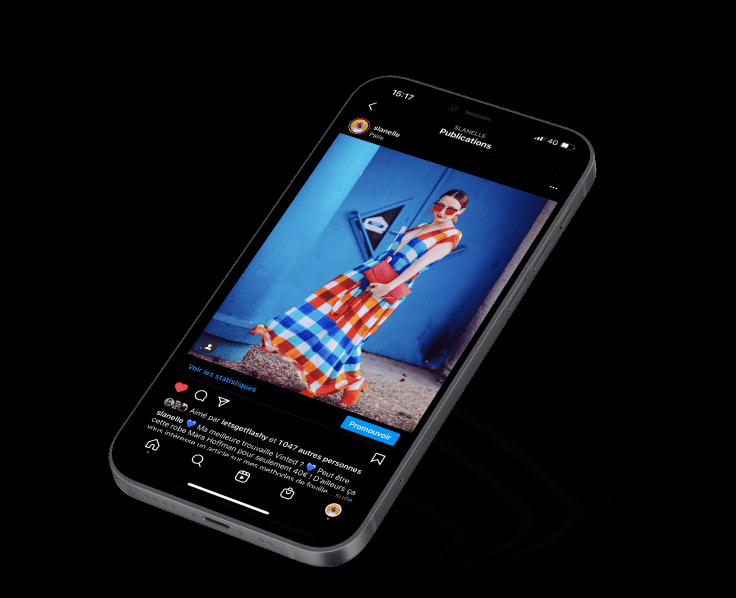 15:17
4G
SLANELLE
Publications
slanelle
Paris
Voir les statistiques
Promouvoir
Aimé par letsgetflashy et 1047 autres personnes
slanelle 💙 Ma meilleure trouvaille Vinted ? 💙 Peut être
cette robe Mara Hoffman pour seulement 40€ ! D'ailleurs ça
vous intéresse un article sur mes méthodes de fouille... suite